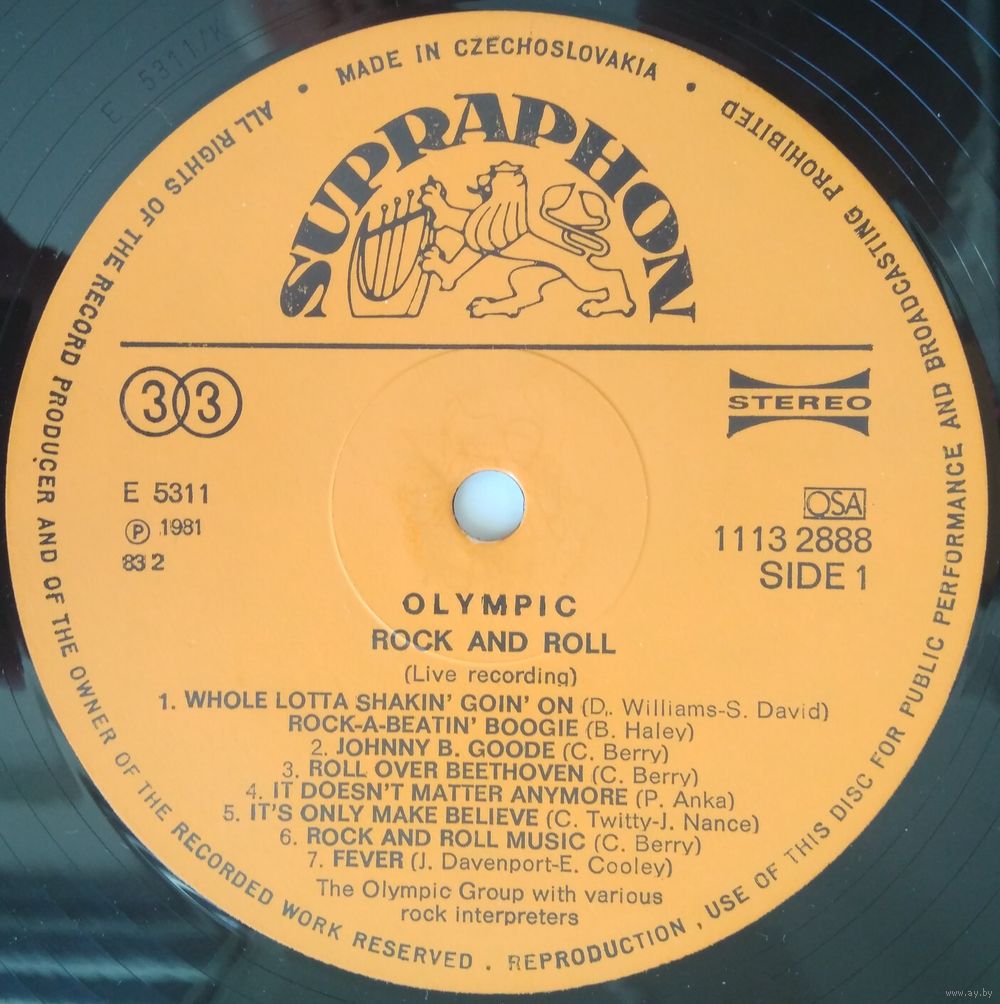 MADE IN CZECHOSLOVAKIA
ALL RIGHTS OF THE RECORD PRODUCER AND OF THE OWNER OF THE RECORDED WORK RESERVED . REPRODUCTION , USE OF THIS DISC FOR PUBLIC PERFORMANCE AND BROADCASTING PROHIBITED
SUPRAPHON
33
STEREO
E 5311
Ⓟ 1981
83 2
OSA
1113 2888
SIDE 1
OLYMPIC
ROCK AND ROLL
(Live recording)
1. WHOLE LOTTA SHAKIN' GOIN' ON (D. Williams-S. David)
ROCK-A-BEATIN' BOOGIE (B. Haley)
2. JOHNNY B. GOODE (C. Berry)
3. ROLL OVER BEETHOVEN (C. Berry)
4. IT DOESN'T MATTER ANYMORE (P. Anka)
5. IT'S ONLY MAKE BELIEVE (C. Twitty-J. Nance)
6. ROCK AND ROLL MUSIC (C. Berry)
7. FEVER (J. Davenport-E. Cooley)
The Olympic Group with various
rock interpreters
E 5311/K
www.ay.by